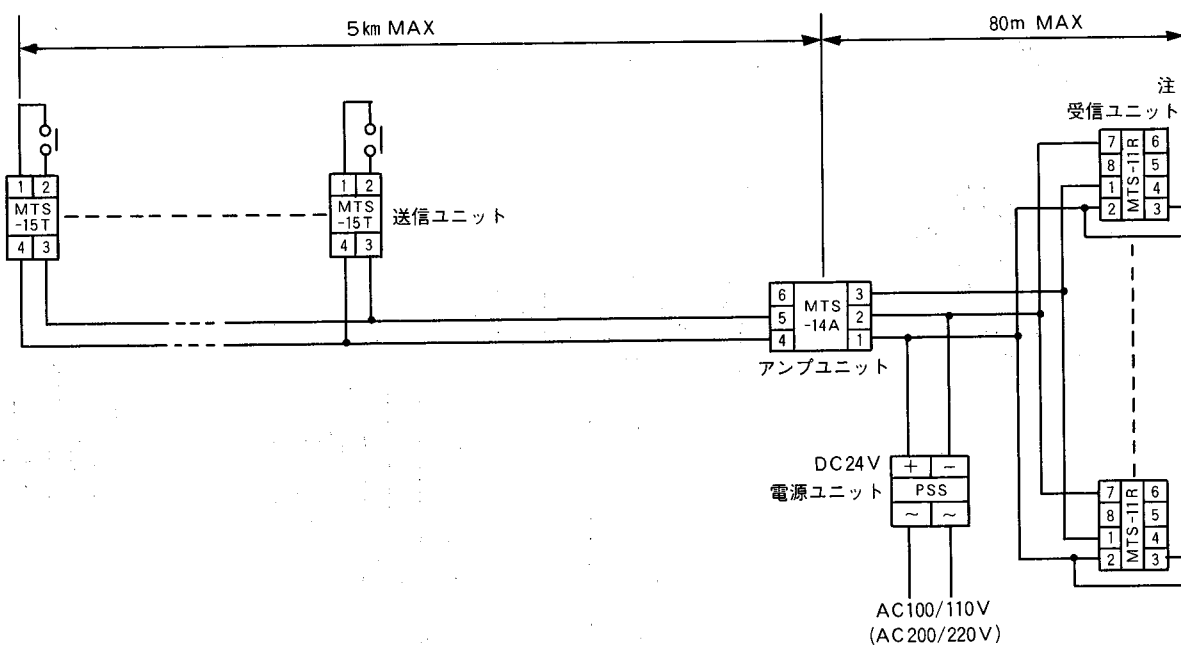 5km MAX
80m MAX
注
受信ユニット
1 2
MTS
-15T
4 3
1 2
MTS
-15T
4 3
送信ユニット
7 6
8 5
1 4
2 3
MTS-11R
6 3
5 2
4 1
MTS
-14A
アンプユニット
DC24V
電源ユニット
+ −
PSS
~ ~
AC100/110V
(AC200/220V)
7 6
8 5
1 4
2 3
MTS-11R